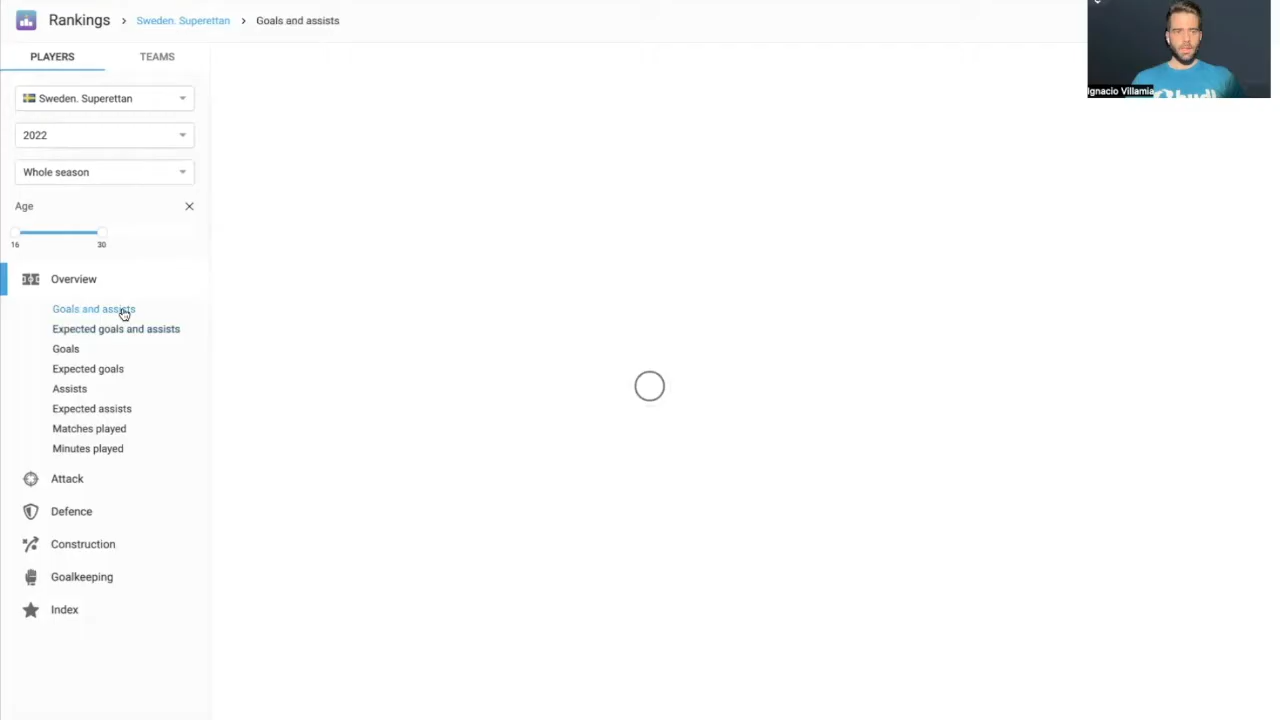 Rankings > Sweden. Superettan > Goals and assists
PLAYERS TEAMS
Sweden. Superettan
2022
Whole season
Age
16 30
Overview
Goals and assists
Expected goals and assists
Goals
Expected goals
Assists
Expected assists
Matches played
Minutes played
Attack
Defence
Construction
Goalkeeping
Index
Ignacio Villamia